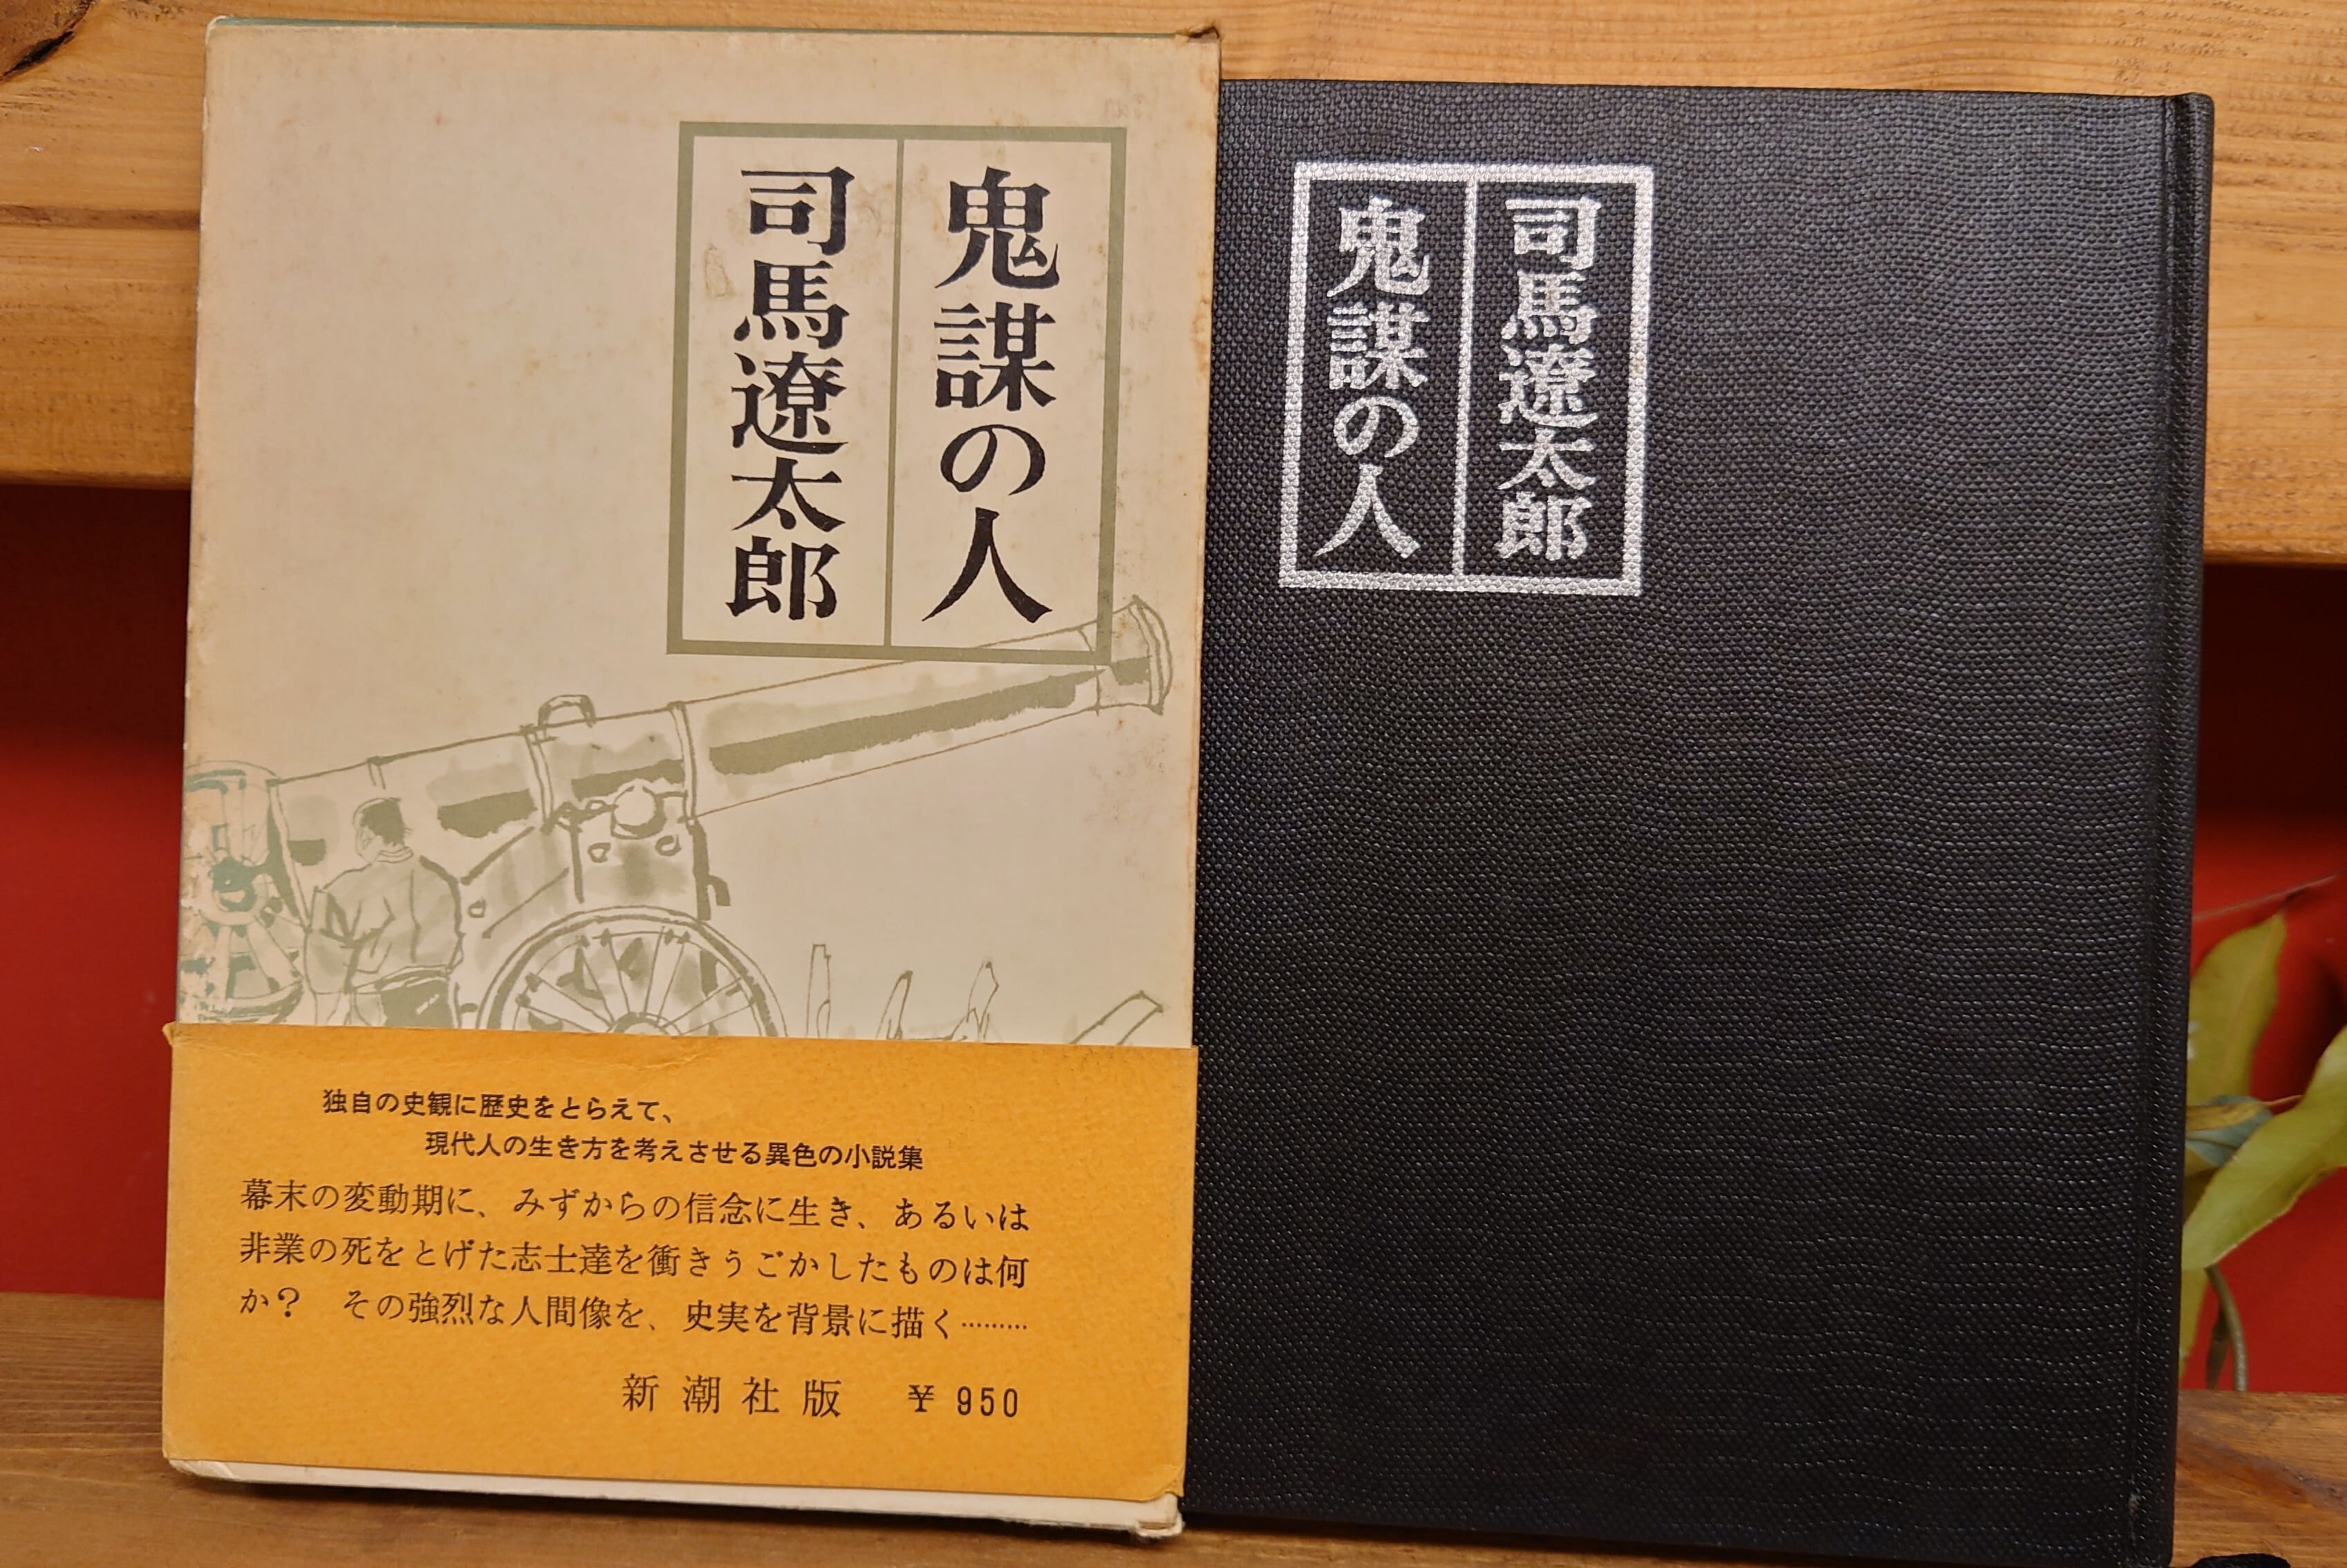 鬼謀の人
司馬遼太郎
独自の史観に歴史をとらえて、
現代人の生き方を考えさせる異色の小説集
幕末の変動期に、みずからの信念に生き、あるいは
非業の死をとげた志士達を衝きうごかしたものは何
か？　その強烈な人間像を、史実を背景に描く………
新潮社版　¥950
司馬遼太郎
鬼謀の人